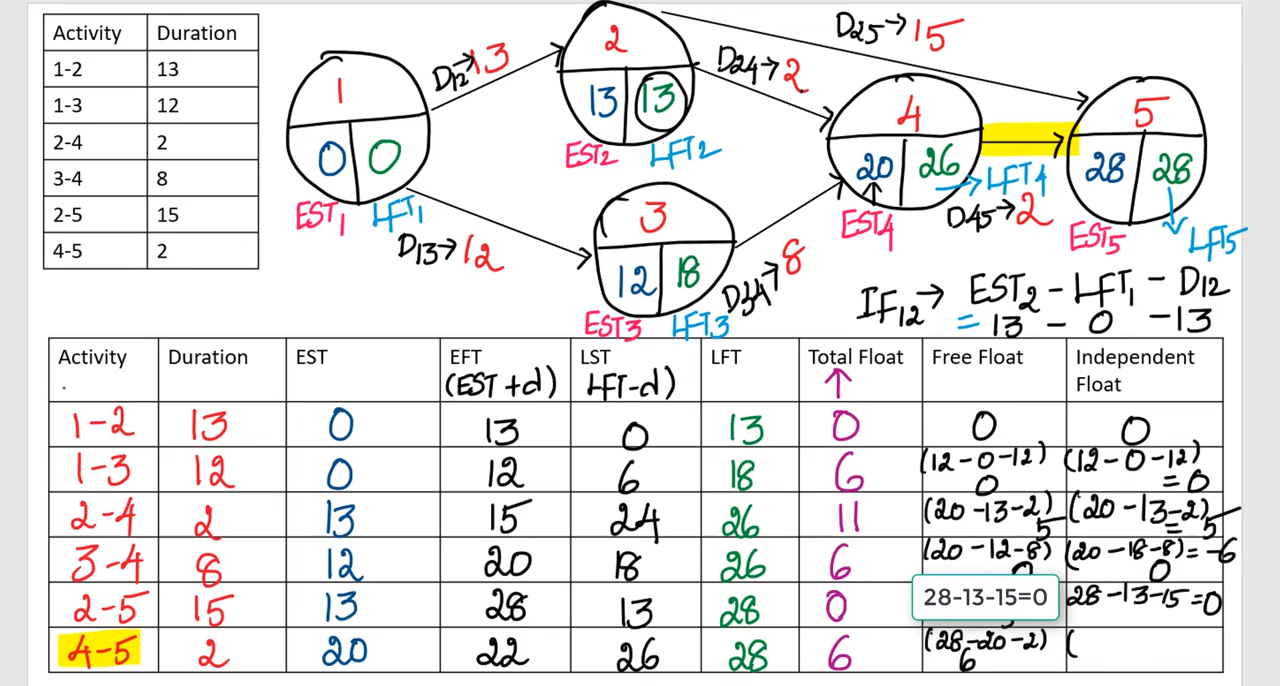 Activity Duration
1-2 13
1-3 12
2-4 2
3-4 8
2-5 15
4-5 2
1
0 0
EST1 LFT1
D12→13
D13→12
2
13 13
EST2 LFT2
D25→15
D24→2
3
12 18
EST3 LFT3
D34→8
4
20 26
EST4 →LFT4
D45→2
5
28 28
EST5 LFT5
IF12→ EST2 - LFT1 - D12
= 13 - 0 - 13
Activity Duration EST EFT (EST+d) LST LFT-d) LFT Total Float ↑ Free Float Independent Float
1-2 13 0 13 0 13 0 0 0
1-3 12 0 12 6 18 6 (12-0-12) 0 (12-0-12) = 0
2-4 2 13 15 24 26 11 (20-13-2) 5 (20-13-2) = 5
3-4 8 12 20 18 26 6 (20-12-8) 0 (20-18-8)=-6 0
2-5 15 13 28 13 28 0 28-13-15=0 28-13-15=0
4-5 2 20 22 26 28 6 (28-20-2) 6 (